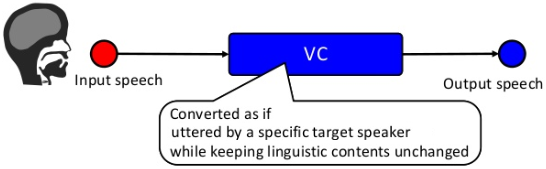 VC
Input speech
Output speech
Converted as if
uttered by a specific target speaker
while keeping linguistic contents unchanged